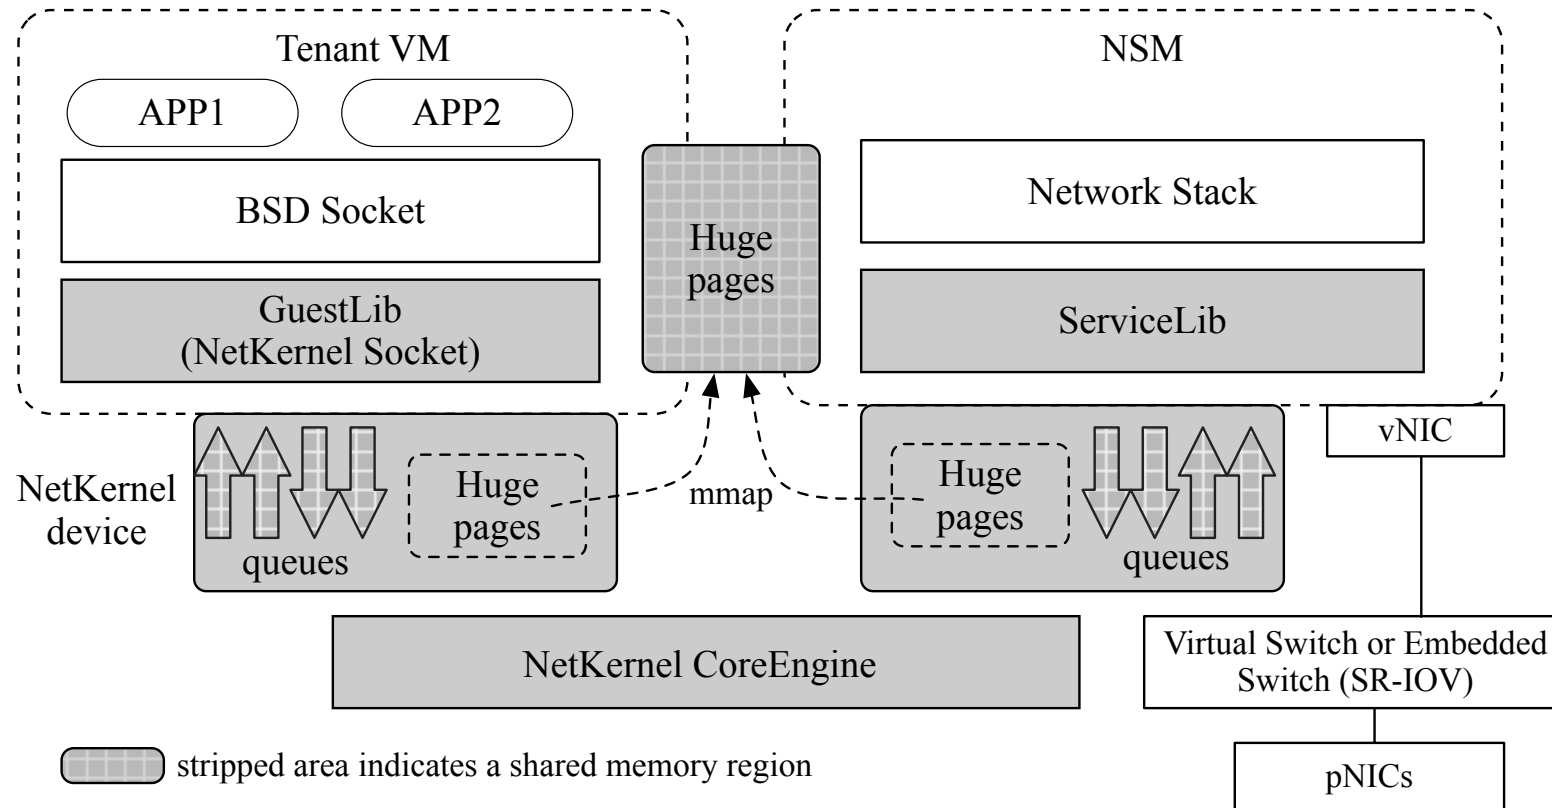 Tenant VM
NSM
APP1
APP2
BSD Socket
Network Stack
Huge
pages
GuestLib
(NetKernel Socket)
ServiceLib
vNIC
NetKernel
device
Huge
pages
queues
mmap
Huge
pages
queues
NetKernel CoreEngine
Virtual Switch or Embedded
Switch (SR-IOV)
stripped area indicates a shared memory region
pNICs